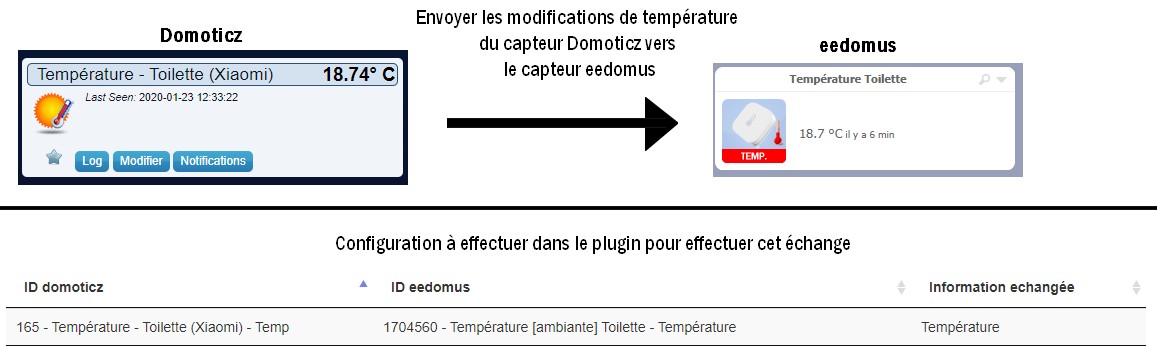 Domoticz
Envoyer les modifications de température
du capteur Domoticz vers
le capteur eedomus
eedomus
Température - Toilette (Xiaomi) 18.74° C
Last Seen: 2020-01-23 12:33:22
Log Modifier Notifications
Température Toilette
18.7 °C il y a 6 min
TEMP.
Configuration à effectuer dans le plugin pour effectuer cet échange
ID domoticz ID eedomus Information echangée
165 - Température - Toilette (Xiaomi) - Temp 1704560 - Température [ambiante] Toilette - Température Température